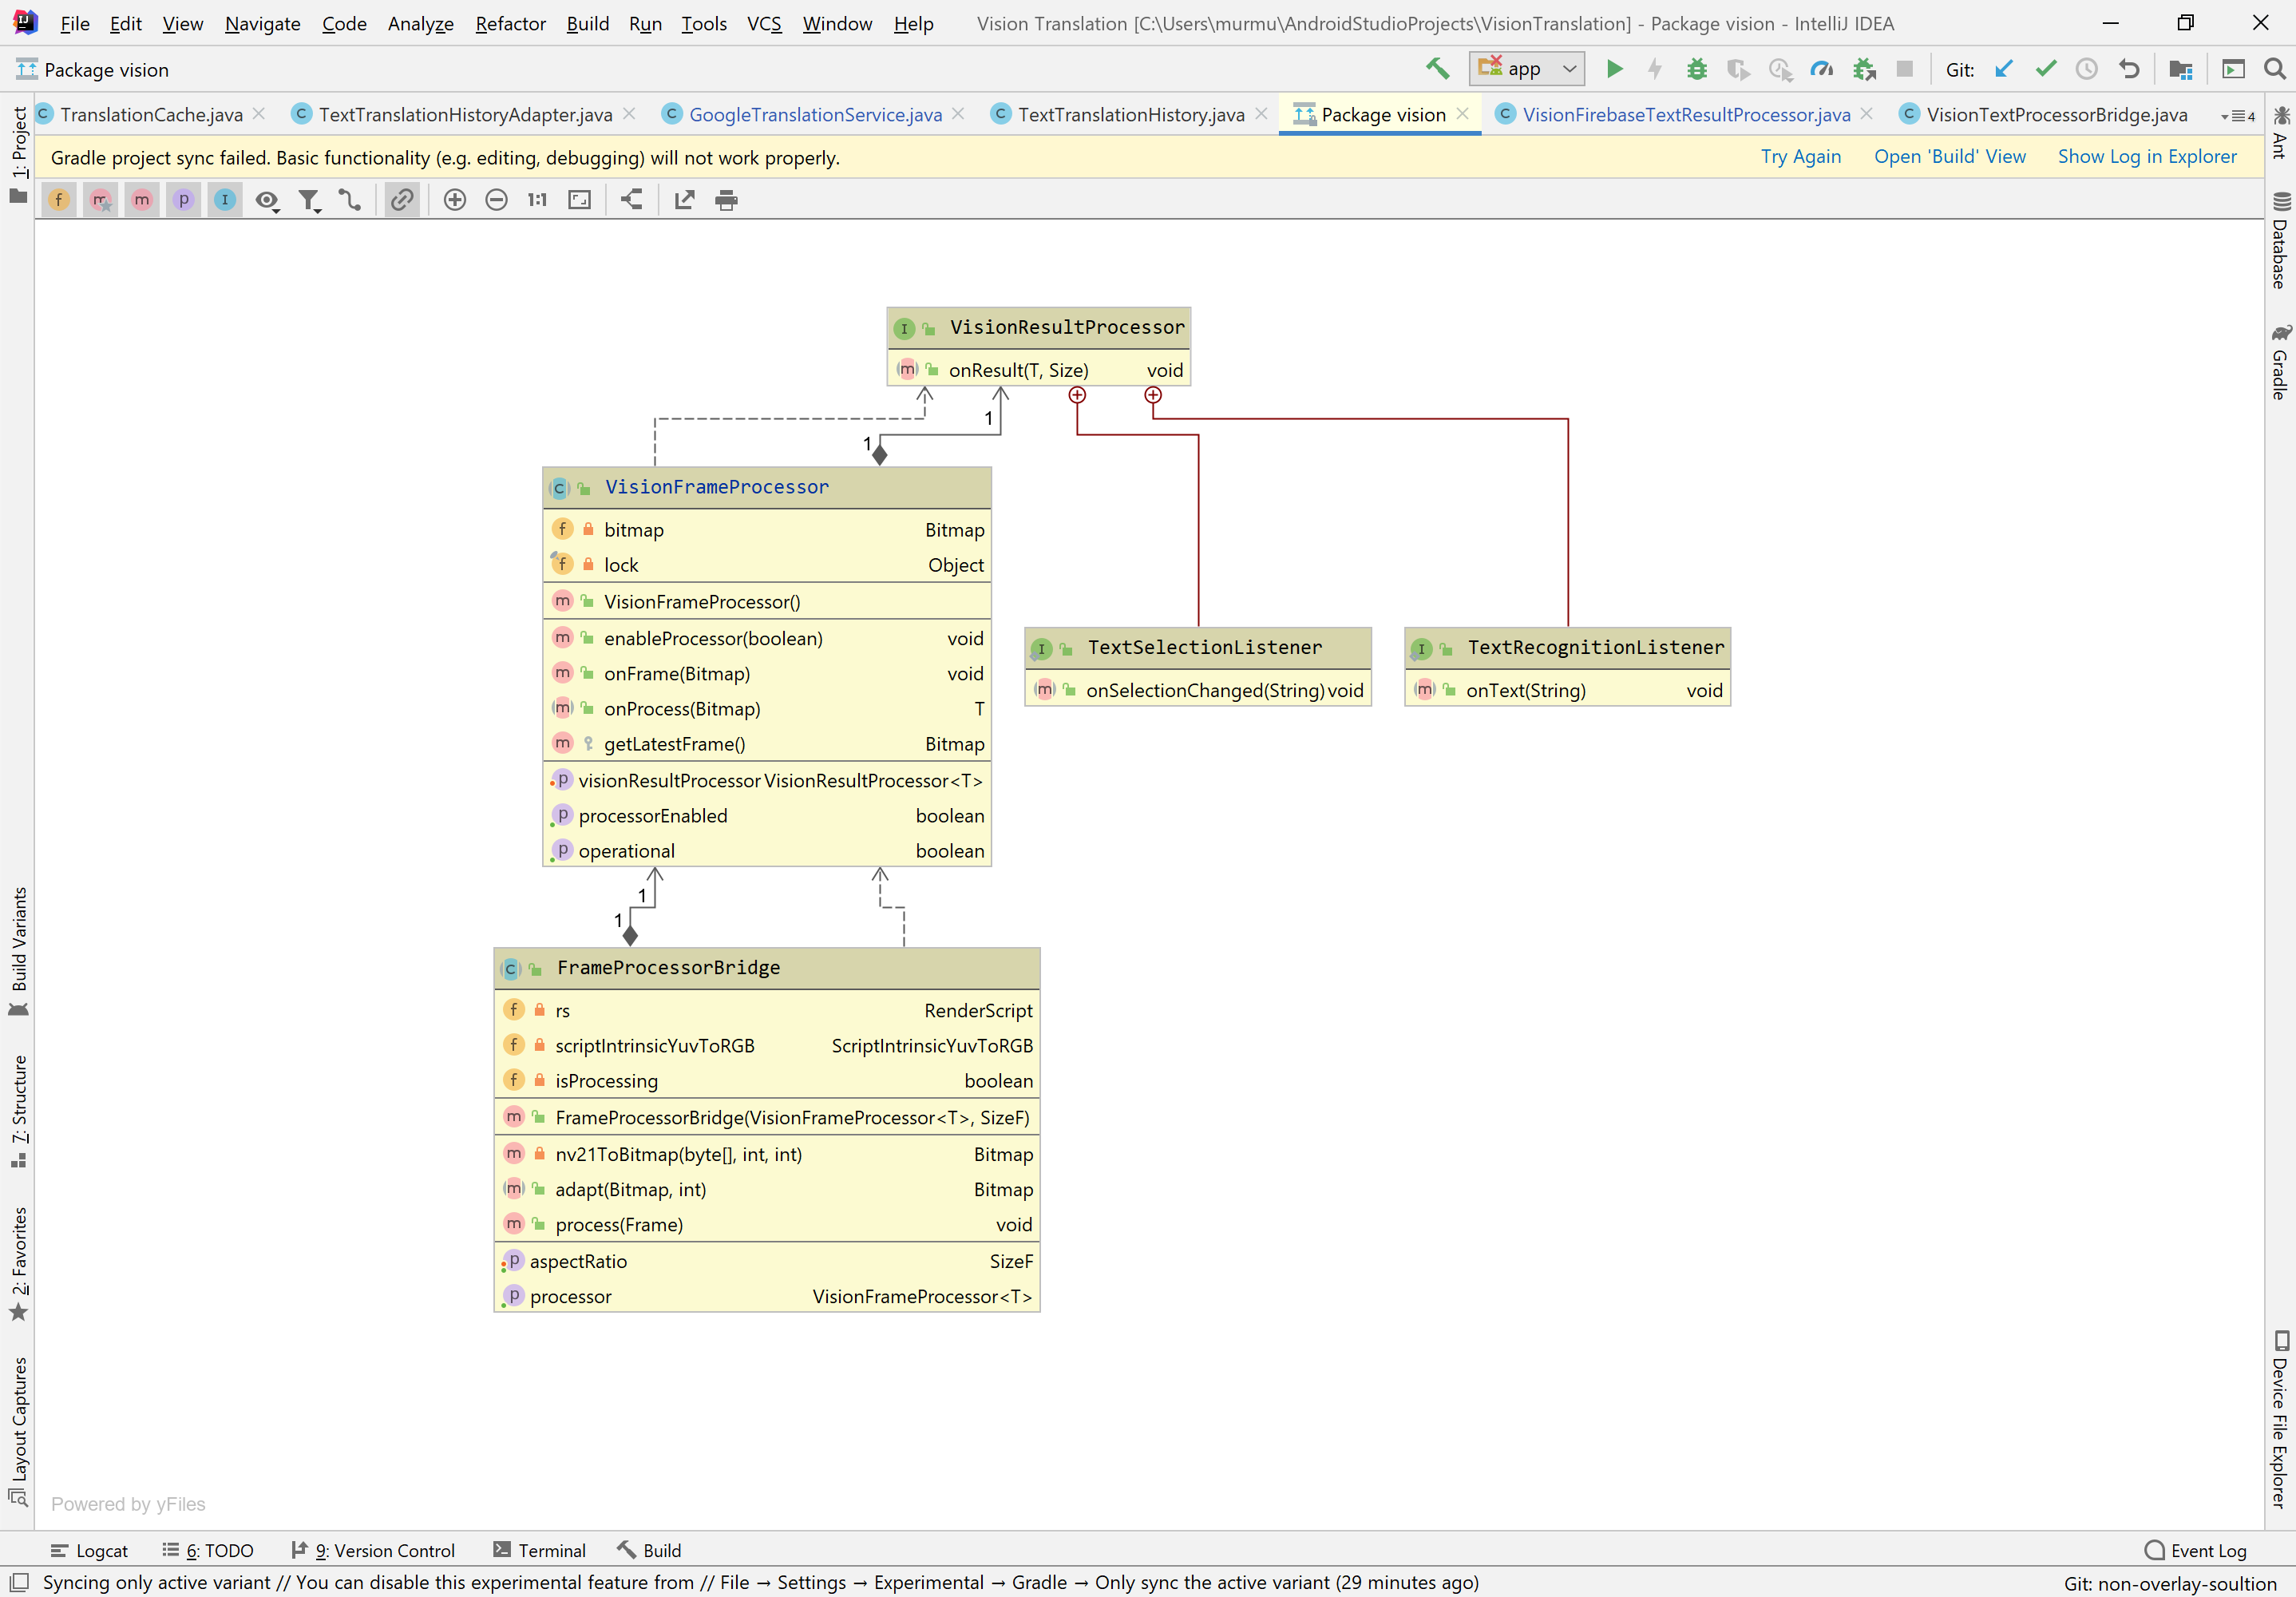 File Edit View Navigate Code Analyze Refactor Build Run Tools VCS Window Help Vision Translation [C:\Users\murmu\AndroidStudioProjects\VisionTranslation] - Package vision - IntelliJ IDEA
Package vision app Git:
TranslationCache.java TextTranslationHistoryAdapter.java GoogleTranslationService.java TextTranslationHistory.java Package vision VisionFirebaseTextResultProcessor.java VisionTextProcessorBridge.java 4
Gradle project sync failed. Basic functionality (e.g. editing, debugging) will not work properly. Try Again Open 'Build' View Show Log in Explorer
f m m p I 1:1
1: Project
Build Variants
7: Structure
2: Favorites
Layout Captures
VisionResultProcessor
onResult(T, Size) void
1
1
VisionFrameProcessor
bitmap Bitmap
lock Object
VisionFrameProcessor()
enableProcessor(boolean) void
onFrame(Bitmap) void
onProcess(Bitmap) T
getLatestFrame() Bitmap
visionResultProcessor VisionResultProcessor<T>
processorEnabled boolean
operational boolean
TextSelectionListener
onSelectionChanged(String) void
TextRecognitionListener
onText(String) void
1
1
FrameProcessorBridge
rs RenderScript
scriptIntrinsicYuvToRGB ScriptIntrinsicYuvToRGB
isProcessing boolean
FrameProcessorBridge(VisionFrameProcessor<T>, SizeF)
nv21ToBitmap(byte[], int, int) Bitmap
adapt(Bitmap, int) Bitmap
process(Frame) void
aspectRatio SizeF
processor VisionFrameProcessor<T>
Powered by yFiles
Ant
Database
Gradle
Device File Explorer
Logcat 6: TODO 9: Version Control Terminal Build Event Log
Syncing only active variant // You can disable this experimental feature from // File → Settings → Experimental → Gradle → Only sync the active variant (29 minutes ago) Git: non-overlay-soultion